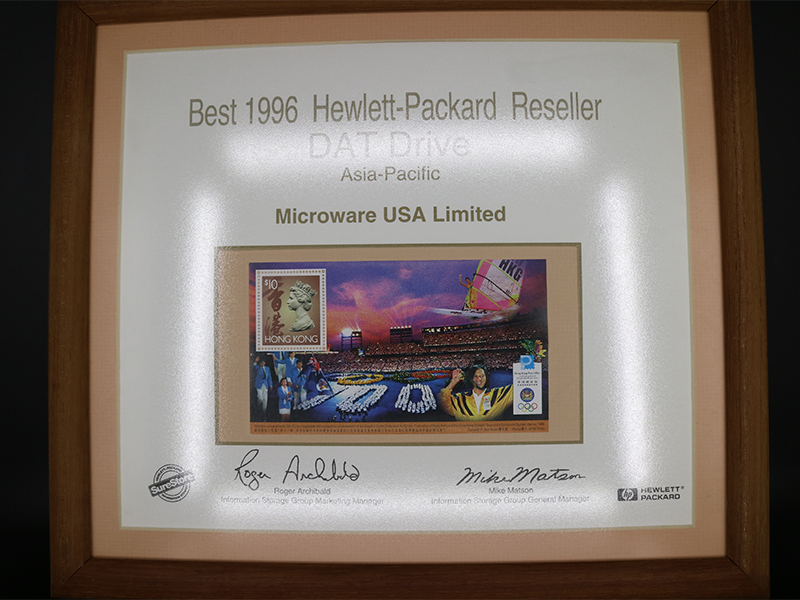 Best 1996 Hewlett-Packard Reseller
DAT Drive
Asia-Pacific
Microware USA Limited
$10
香港
HONG KONG
HKG
100
Roger Archibald
Mike Matson
SureStore
Roger Archibald
Information Storage Group Marketing Manager
Mike Matson
Information Storage Group General Manager
hp HEWLETT®
PACKARD